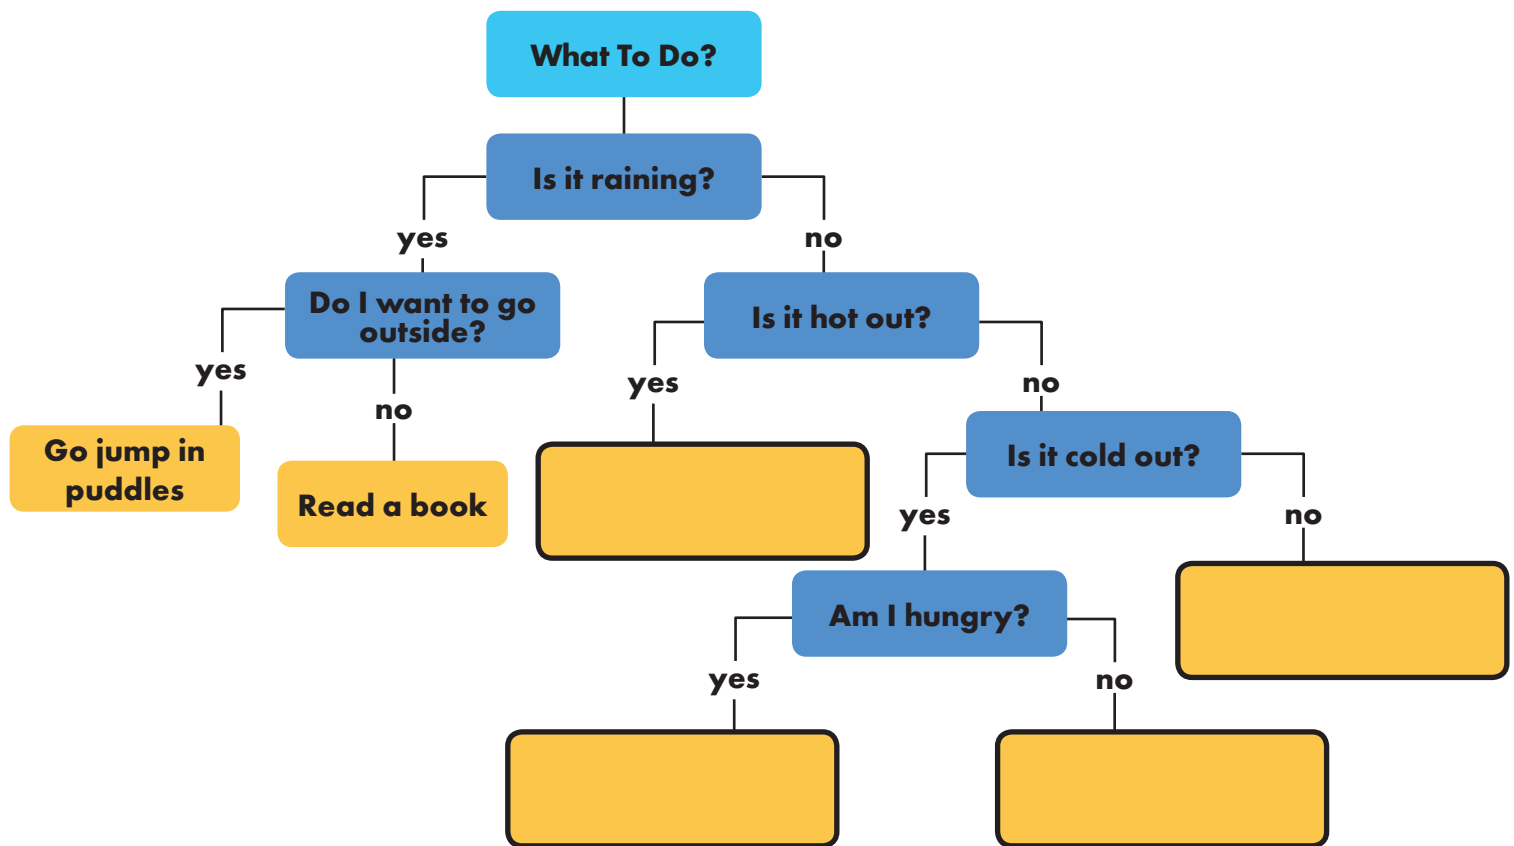 What To Do?
Is it raining?
yes
no
Do I want to go
outside?
Is it hot out?
yes
no
yes
no
Go jump in
puddles
Read a book
Is it cold out?
yes
no
Am I hungry?
yes
no